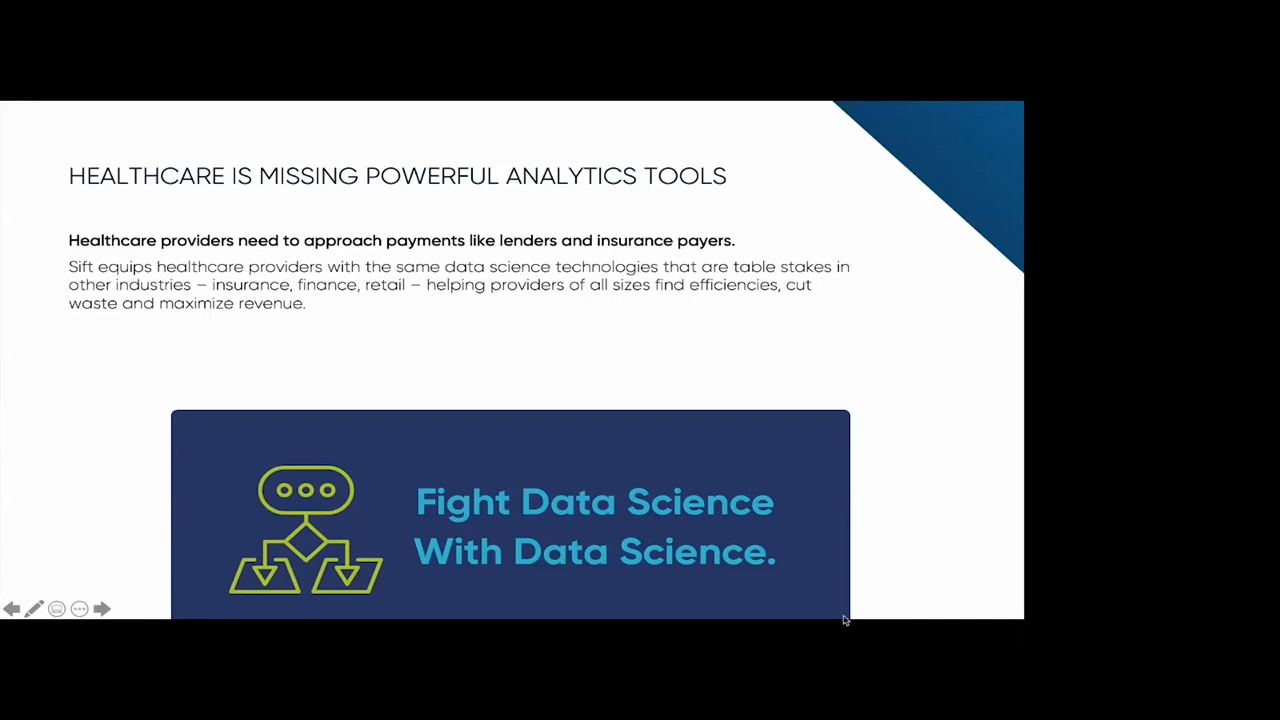 HEALTHCARE IS MISSING POWERFUL ANALYTICS TOOLS
Healthcare providers need to approach payments like lenders and insurance payers.
Sift equips healthcare providers with the same data science technologies that are table stakes in
other industries – insurance, finance, retail – helping providers of all sizes find efficiencies, cut
waste and maximize revenue.
Fight Data Science
With Data Science.